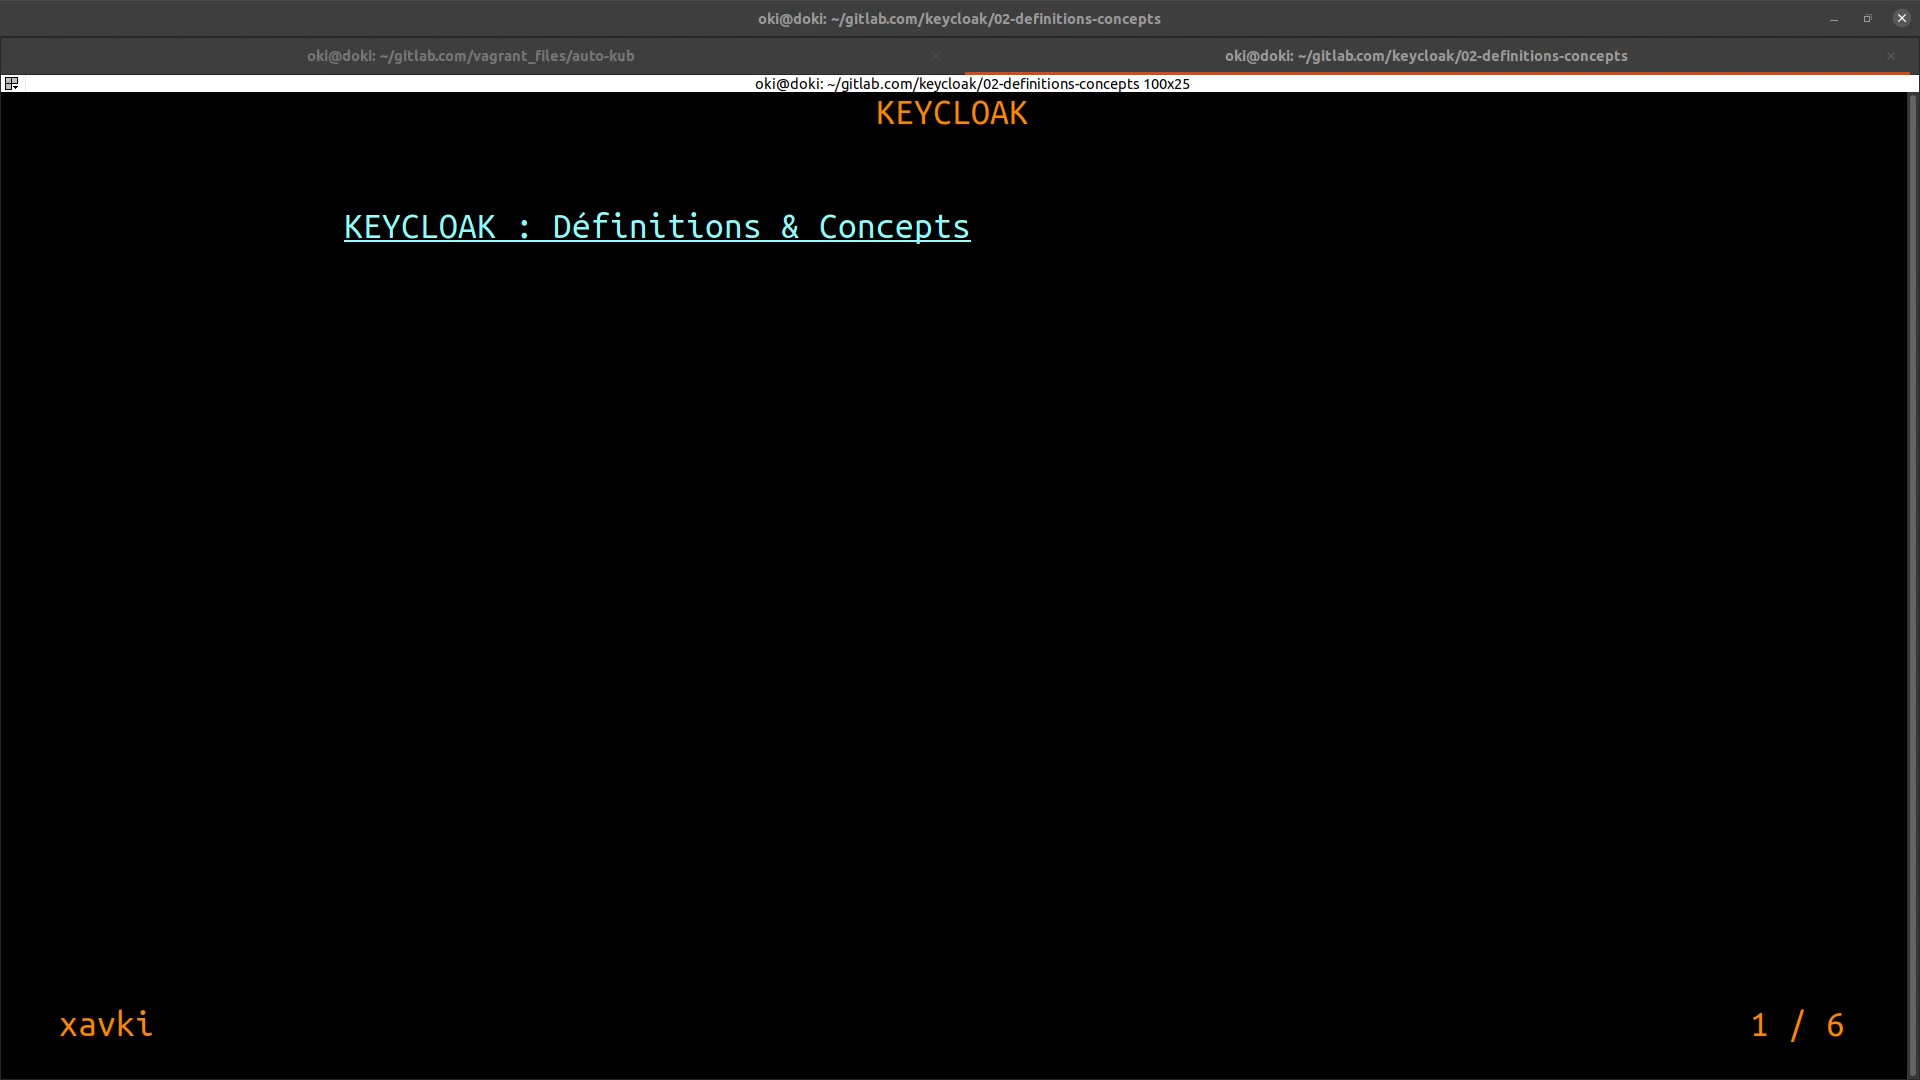 oki@doki: ~/gitlab.com/keycloak/02-definitions-concepts
oki@doki: ~/gitlab.com/vagrant_files/auto-kub
oki@doki: ~/gitlab.com/keycloak/02-definitions-concepts
oki@doki: ~/gitlab.com/keycloak/02-definitions-concepts 100x25
KEYCLOAK
KEYCLOAK : Définitions & Concepts
xavki
1 / 6